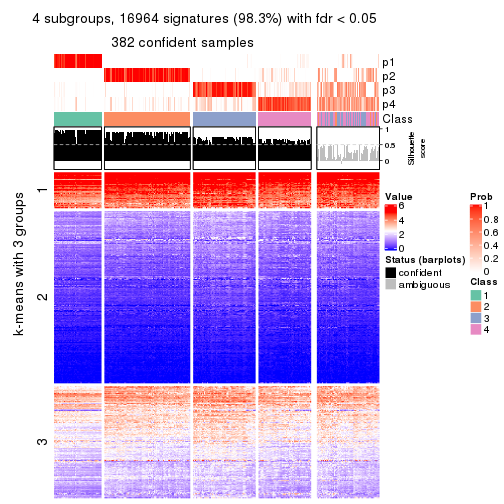 4 subgroups, 16964 signatures (98.3%) with fdr < 0.05
382 confident samples
p1
p2
p3
p4
Class
1
0.5
0
Silhouette
score
k-means with 3 groups
1
2
3
Value
6
4
2
0
Status (barplots)
confident
ambiguous
Prob
1
0.8
0.6
0.4
0.2
0
Class
1
2
3
4